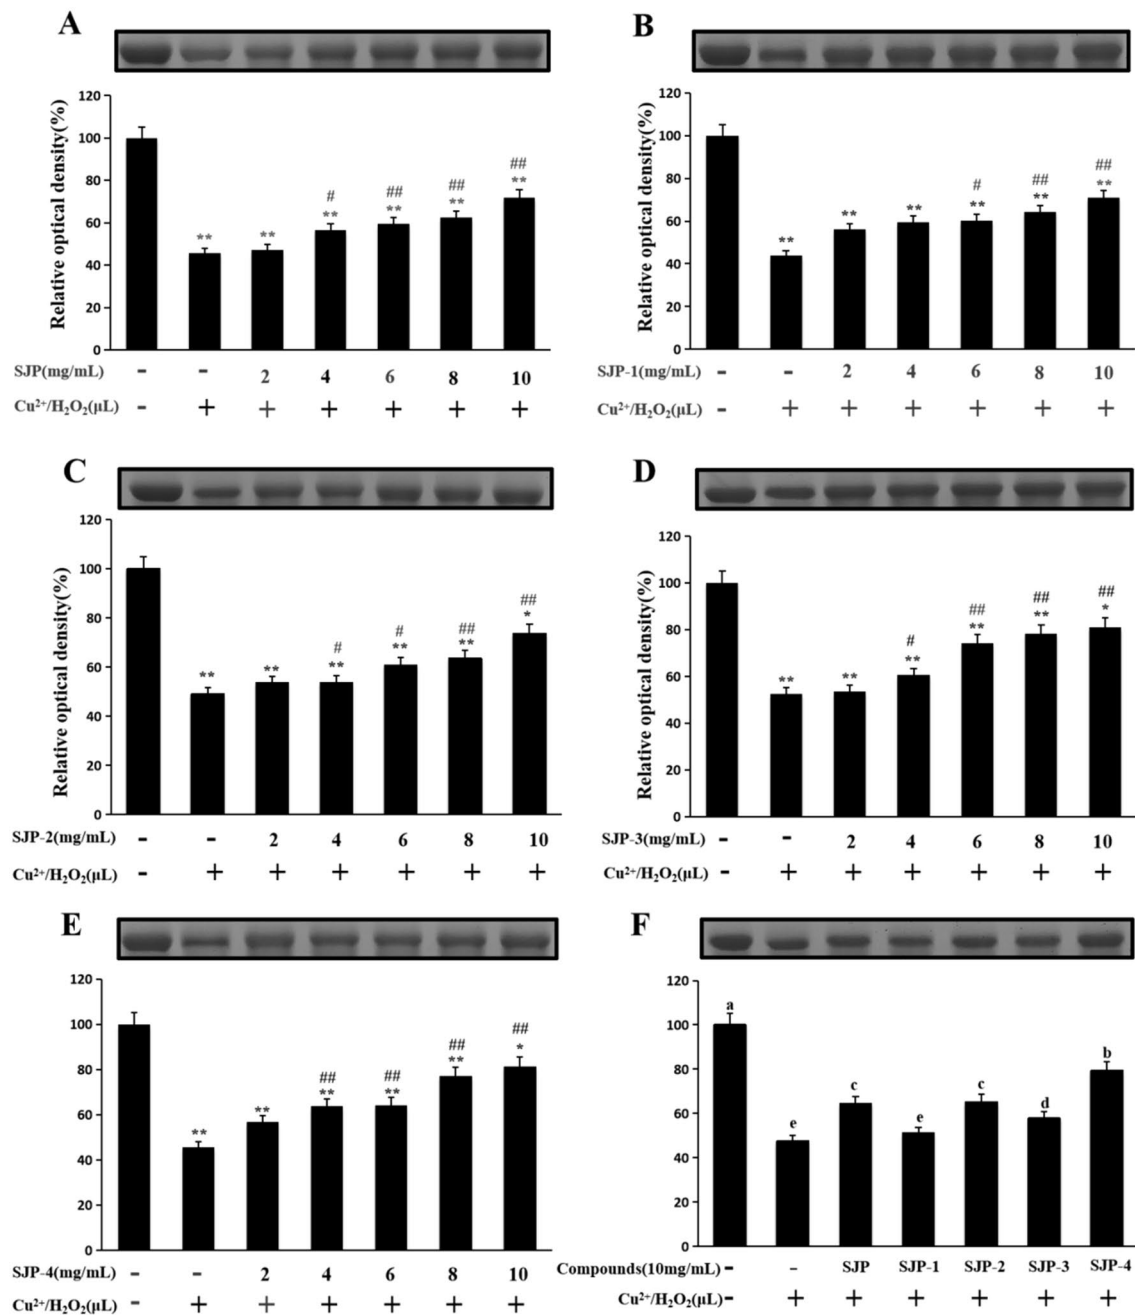 A
Relative optical density(%)
120
100
80
60
40
20
0
** ** # ** ## ** ## ** ## **
SJP(mg/mL) - - 2 4 6 8 10
Cu²⁺/H₂O₂(μL) - + + + + + +
B
Relative optical density(%)
120
100
80
60
40
20
0
** ** ** # ** ## ** ## **
SJP-1(mg/mL) - - 2 4 6 8 10
Cu²⁺/H₂O₂(μL) - + + + + + +
C
Relative optical density(%)
120
100
80
60
40
20
0
** ** # ** # ** ## ** ## *
SJP-2(mg/mL) - - 2 4 6 8 10
Cu²⁺/H₂O₂(μL) - + + + + + +
D
Relative optical density(%)
120
100
80
60
40
20
0
** ** # ** ## ** ## ** ## *
SJP-3(mg/mL) - - 2 4 6 8 10
Cu²⁺/H₂O₂(μL) - + + + + + +
E
Relative optical density(%)
120
100
80
60
40
20
0
** ** ## ** ## ** ## ** ## *
SJP-4(mg/mL) - - 2 4 6 8 10
Cu²⁺/H₂O₂(μL) - + + + + + +
F
120
100
80
60
40
20
0
a e c e c d b
Compounds(10mg/mL) - - SJP SJP-1 SJP-2 SJP-3 SJP-4
Cu²⁺/H₂O₂(μL) - + + + + + +